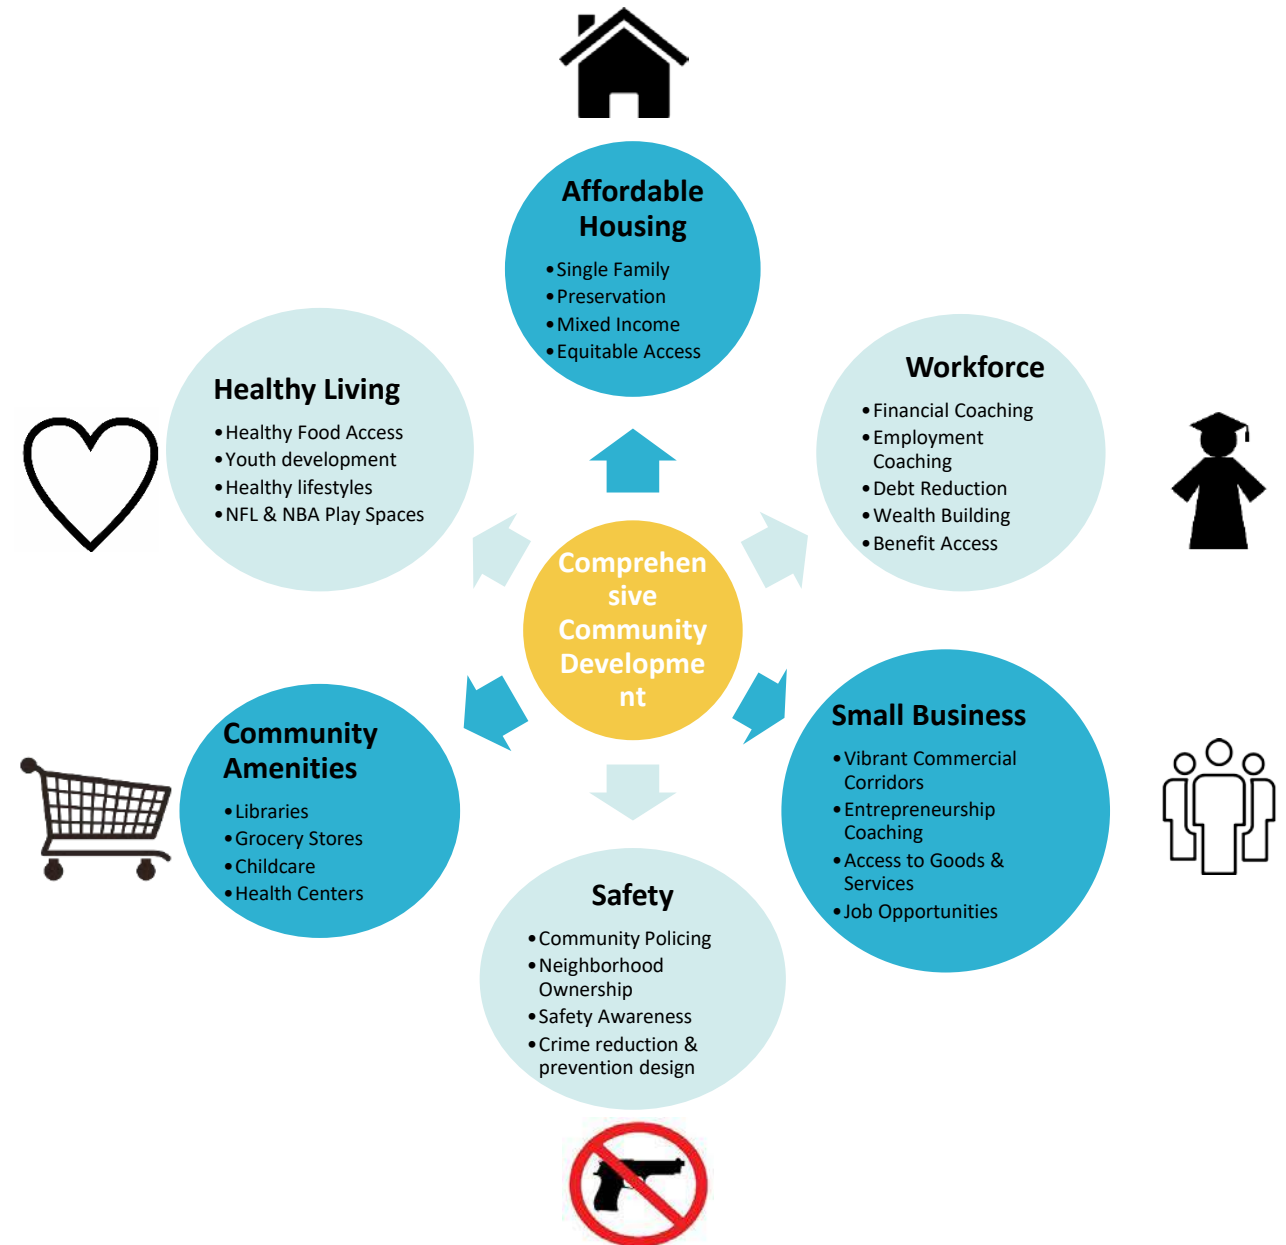 Affordable
Housing
•Single Family
•Preservation
•Mixed Income
•Equitable Access
Workforce
•Financial Coaching
•Employment
Coaching
•Debt Reduction
•Wealth Building
•Benefit Access
Small Business
•Vibrant Commercial
Corridors
•Entrepreneurship
Coaching
•Access to Goods &
Services
•Job Opportunities
Safety
•Community Policing
•Neighborhood
Ownership
•Safety Awareness
•Crime reduction &
prevention design
Community
Amenities
•Libraries
•Grocery Stores
•Childcare
•Health Centers
Healthy Living
•Healthy Food Access
•Youth development
•Healthy lifestyles
•NFL & NBA Play Spaces
Comprehen
sive
Community
Developme
nt